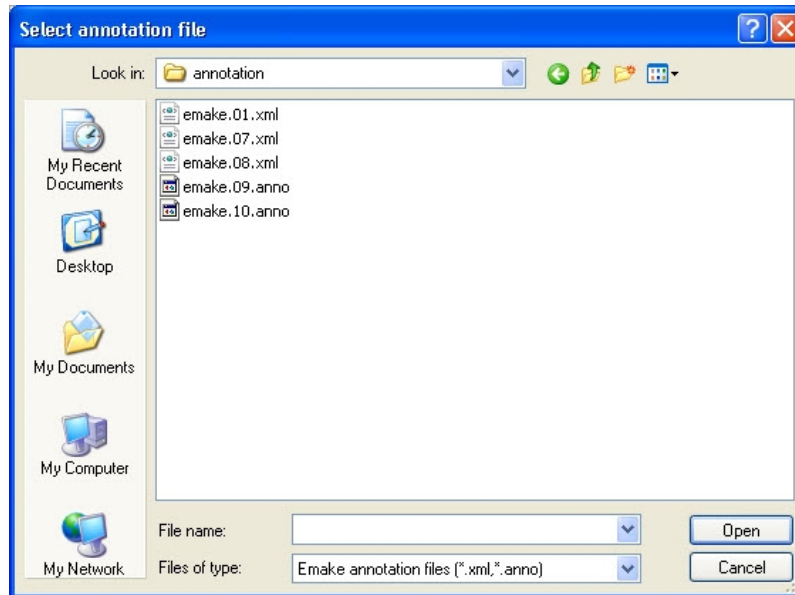 Select annotation file
Look in: annotation
emake.01.xml
emake.07.xml
emake.08.xml
emake.09.anno
emake.10.anno
My Recent
Documents
Desktop
My Documents
My Computer
My Network
File name:
Open
Files of type: Emake annotation files (*.xml,*.anno)
Cancel